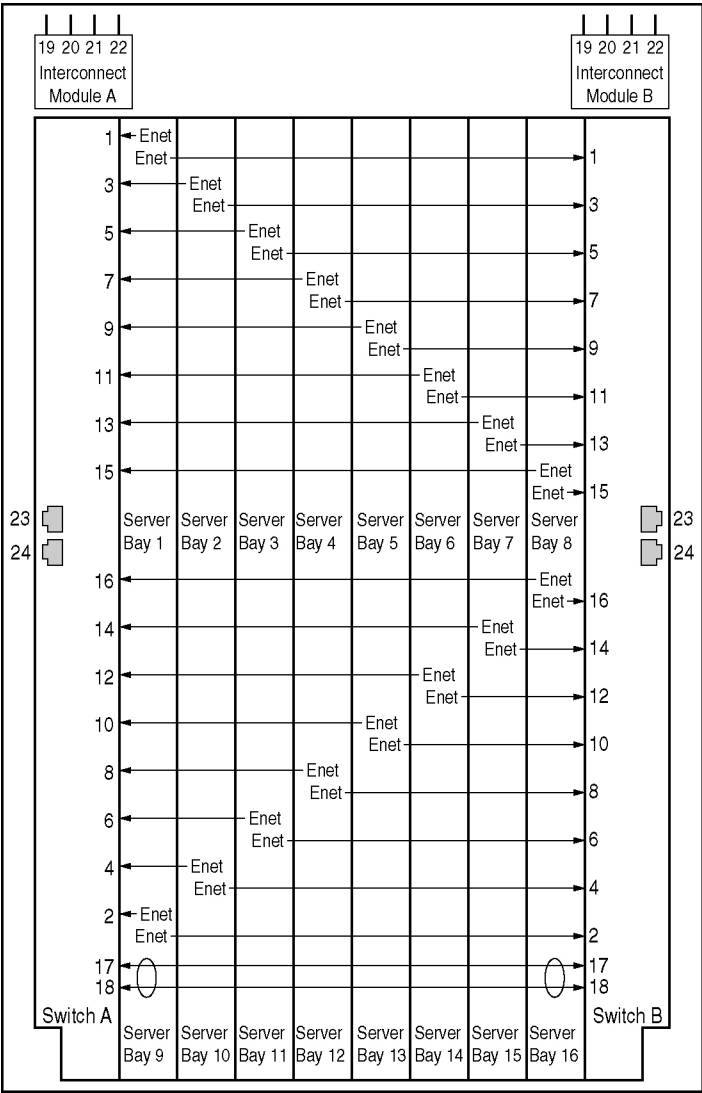 19 20 21 22
Interconnect
Module A
19 20 21 22
Interconnect
Module B
1 Enet
Enet 1
3 Enet
Enet 3
5 Enet
Enet 5
7 Enet
Enet 7
9 Enet
Enet 9
11 Enet
Enet 11
13 Enet
Enet 13
15 Enet
Enet 15
23
24
Server
Bay 1
Server
Bay 2
Server
Bay 3
Server
Bay 4
Server
Bay 5
Server
Bay 6
Server
Bay 7
Server
Bay 8
23
24
16 Enet
Enet 16
14 Enet
Enet 14
12 Enet
Enet 12
10 Enet
Enet 10
8 Enet
Enet 8
6 Enet
Enet 6
4 Enet
Enet 4
2 Enet
Enet 2
17 17
18 18
Switch A
Switch B
Server
Bay 9
Server
Bay 10
Server
Bay 11
Server
Bay 12
Server
Bay 13
Server
Bay 14
Server
Bay 15
Server
Bay 16